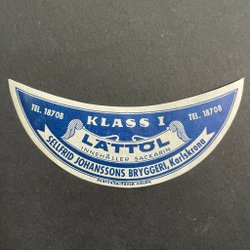 KLASS I
TEL. 18708
TEL. 18708
LÄTTÖL
INNEHÅLLER SACKARIN
SELLFRID JOHANSSONS BRYGGERI, Karlskrona